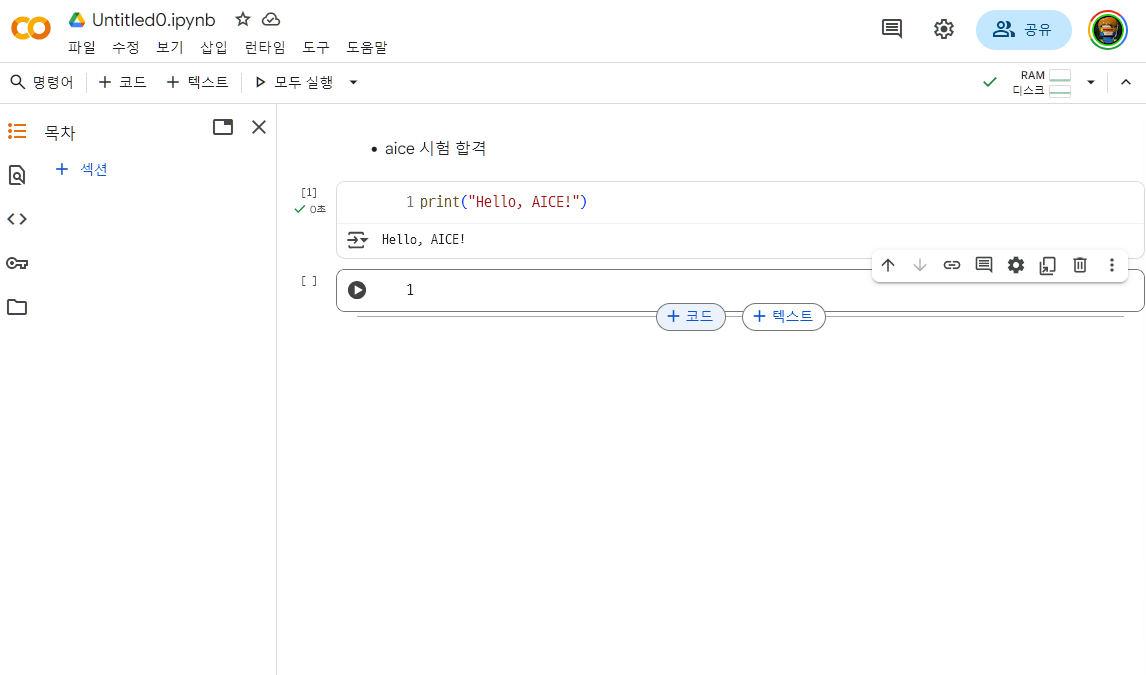 CO Untitled0.ipynb
파일 수정 보기 삽입 런타임 도구 도움말
공유
명령어 + 코드 + 텍스트 모두 실행
RAM
디스크
목차
+ 섹션
• aice 시험 합격
[1] 1 print("Hello, AICE!")
0초
Hello, AICE!
[ ] 1
+ 코드 + 텍스트